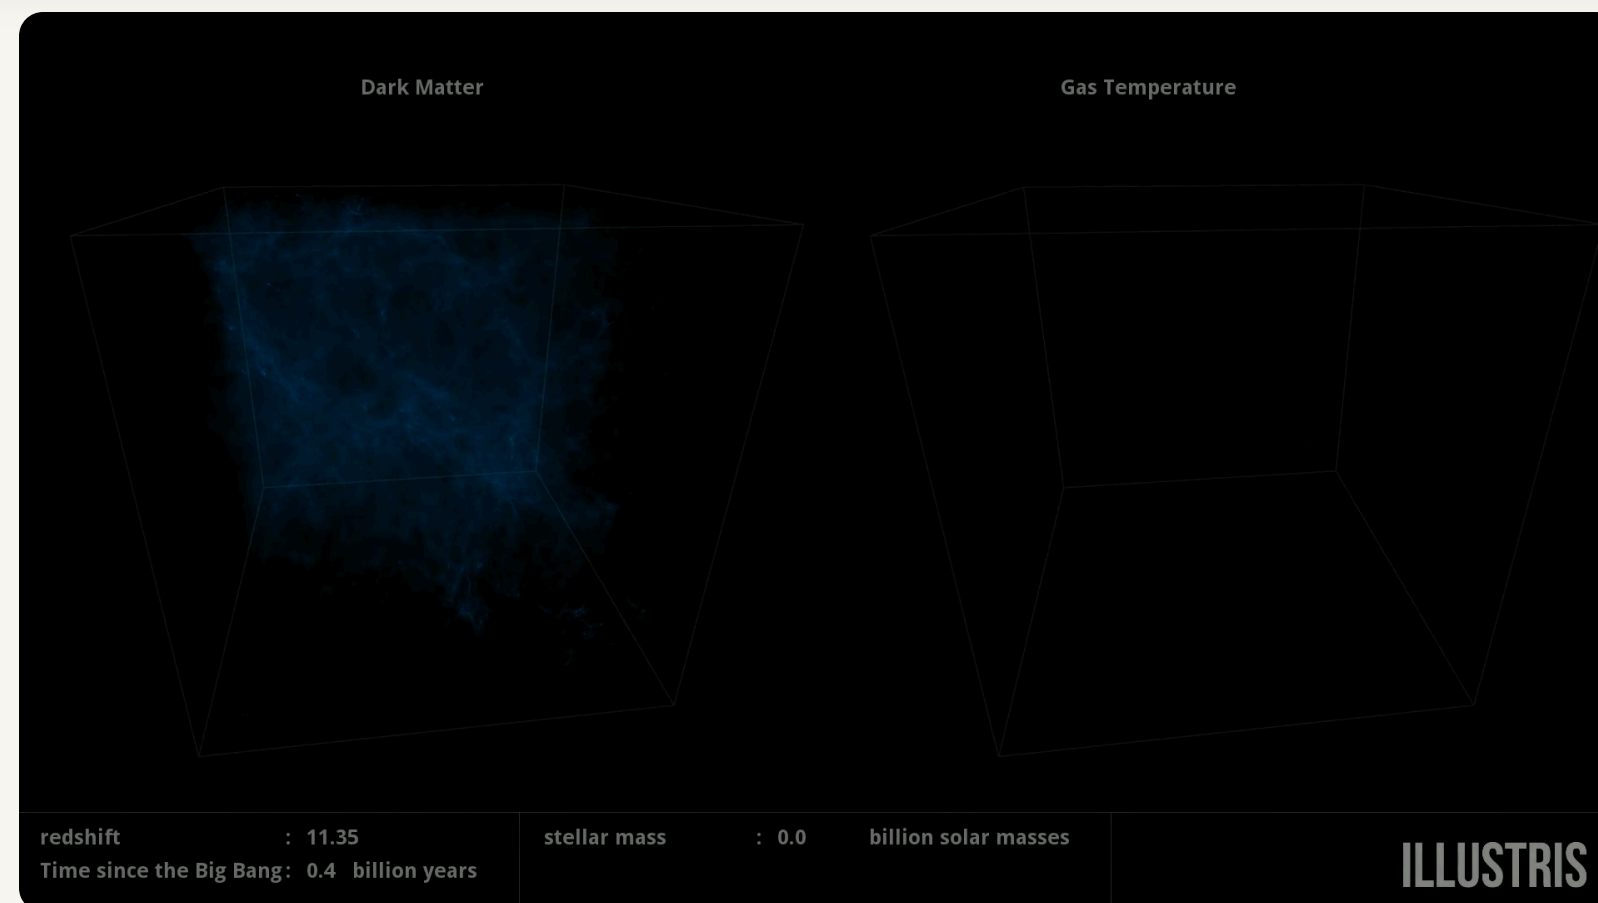 Dark Matter
Gas Temperature
redshift : 11.35
Time since the Big Bang : 0.4 billion years
stellar mass : 0.0 billion solar masses
ILLUSTRIS